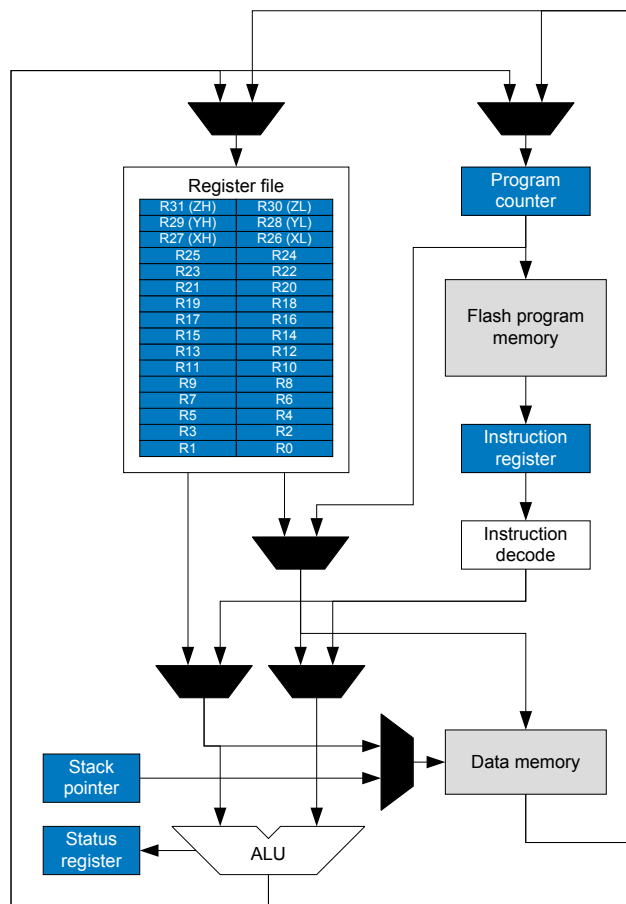 Register file
R31 (ZH) R30 (ZL)
R29 (YH) R28 (YL)
R27 (XH) R26 (XL)
R25 R24
R23 R22
R21 R20
R19 R18
R17 R16
R15 R14
R13 R12
R11 R10
R9 R8
R7 R6
R5 R4
R3 R2
R1 R0
Program
counter
Flash program
memory
Instruction
register
Instruction
decode
Stack
pointer
Data memory
Status
register
ALU